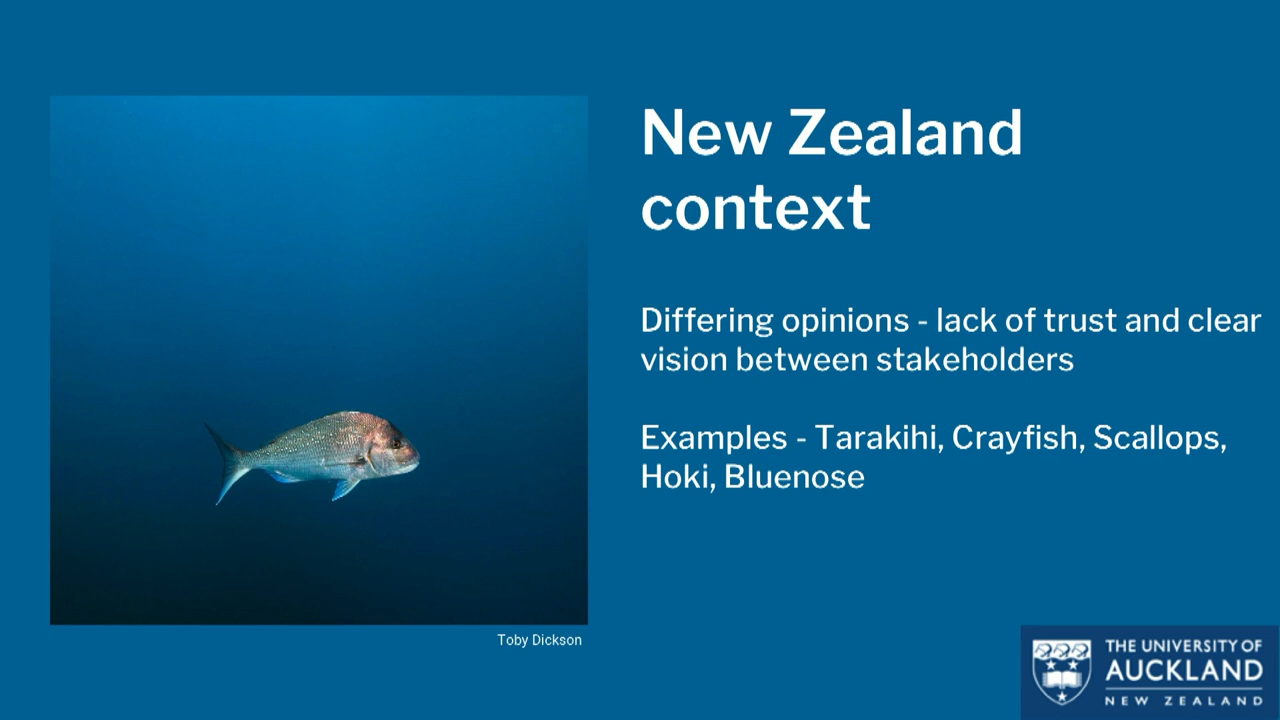 New Zealand
context
Differing opinions - lack of trust and clear
vision between stakeholders
Examples - Tarakihi, Crayfish, Scallops,
Hoki, Bluenose
Toby Dickson
THE UNIVERSITY OF
AUCKLAND
NEW ZEALAND